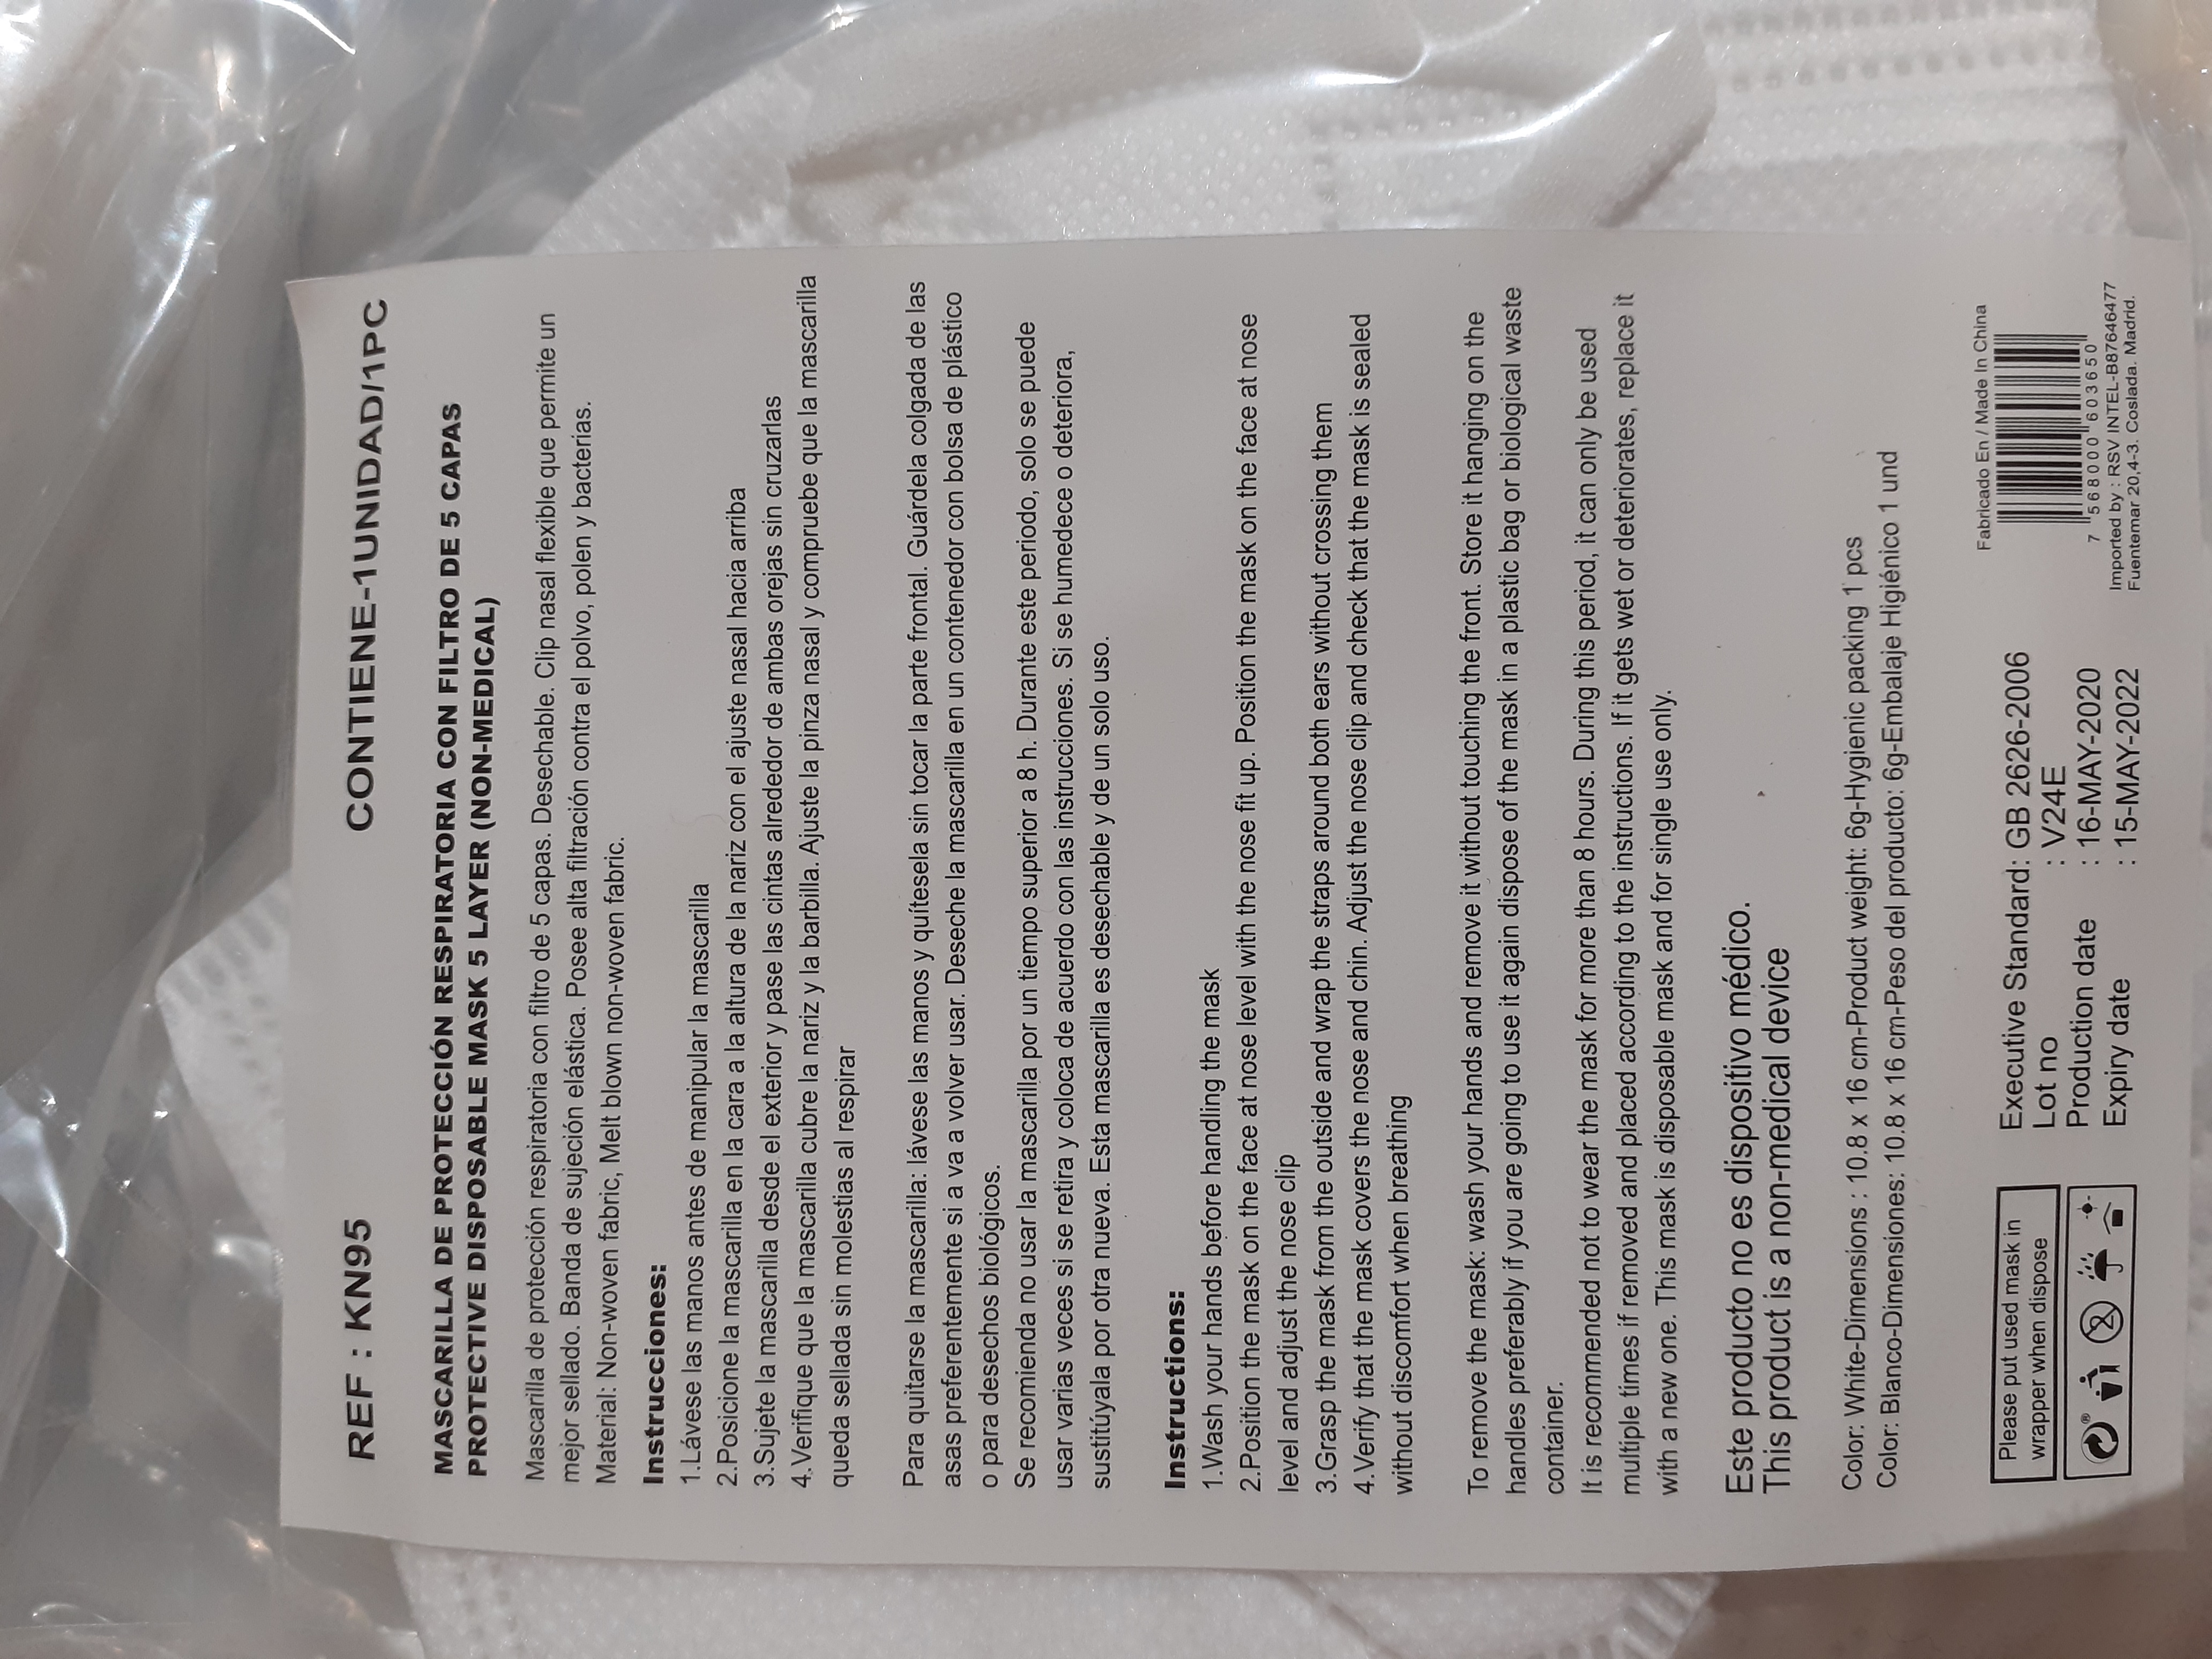 REF : KN95
CONTIENE-1UNIDAD/1PC
MASCARILLA DE PROTECCIÓN RESPIRATORIA CON FILTRO DE 5 CAPAS
PROTECTIVE DISPOSABLE MASK 5 LAYER (NON-MEDICAL)
Mascarilla de protección respiratoria con filtro de 5 capas. Desechable. Clip nasal flexible que permite un
mejor sellado. Banda de sujeción elástica. Posee alta filtración contra el polvo, polen y bacterias.
Material: Non-woven fabric, Melt blown non-woven fabric.
Instrucciones:
1.Lávese las manos antes de manipular la mascarilla
2.Posicione la mascarilla en la cara a la altura de la nariz con el ajuste nasal hacia arriba
3.Sujete la mascarilla desde el exterior y pase las cintas alrededor de ambas orejas sin cruzarlas
4.Verifique que la mascarilla cubre la nariz y la barbilla. Ajuste la pinza nasal y compruebe que la mascarilla
queda sellada sin molestias al respirar
Para quitarse la mascarilla: lávese las manos y quítesela sin tocar la parte frontal. Guárdela colgada de las
asas preferentemente si a va a volver usar. Deseche la mascarilla en un contenedor con bolsa de plástico
o para desechos biológicos.
Se recomienda no usar la mascarilla por un tiempo superior a 8 h. Durante este periodo, solo se puede
usar varias veces si se retira y coloca de acuerdo con las instrucciones. Si se humedece o deteriora,
sustitúyala por otra nueva. Esta mascarilla es desechable y de un solo uso.
Instructions:
1.Wash your hands before handling the mask
2.Position the mask on the face at nose level with the nose fit up. Position the mask on the face at nose
level and adjust the nose clip
3.Grasp the mask from the outside and wrap the straps around both ears without crossing them
4.Verify that the mask covers the nose and chin. Adjust the nose clip and check that the mask is sealed
without discomfort when breathing
To remove the mask: wash your hands and remove it without touching the front. Store it hanging on the
handles preferably if you are going to use it again dispose of the mask in a plastic bag or biological waste
container.
It is recommended not to wear the mask for more than 8 hours. During this period, it can only be used
multiple times if removed and placed according to the instructions. If it gets wet or deteriorates, replace it
with a new one. This mask is disposable mask and for single use only.
Este producto no es dispositivo médico.
This product is a non-medical device
Color: White-Dimensions : 10.8 x 16 cm-Product weight: 6g-Hygienic packing 1 pcs
Color: Blanco-Dimensiones: 10.8 x 16 cm-Peso del producto: 6g-Embalaje Higiénico 1 und
Please put used mask in
wrapper when dispose
Executive Standard: GB 2626-2006
Lot no : V24E
Production date : 16-MAY-2020
Expiry date : 15-MAY-2022
Fabricado En / Made In China
7 568000 603650
Imported by : RSV INTEL-B87646477
Fuentemar 20,4-3. Coslada. Madrid.